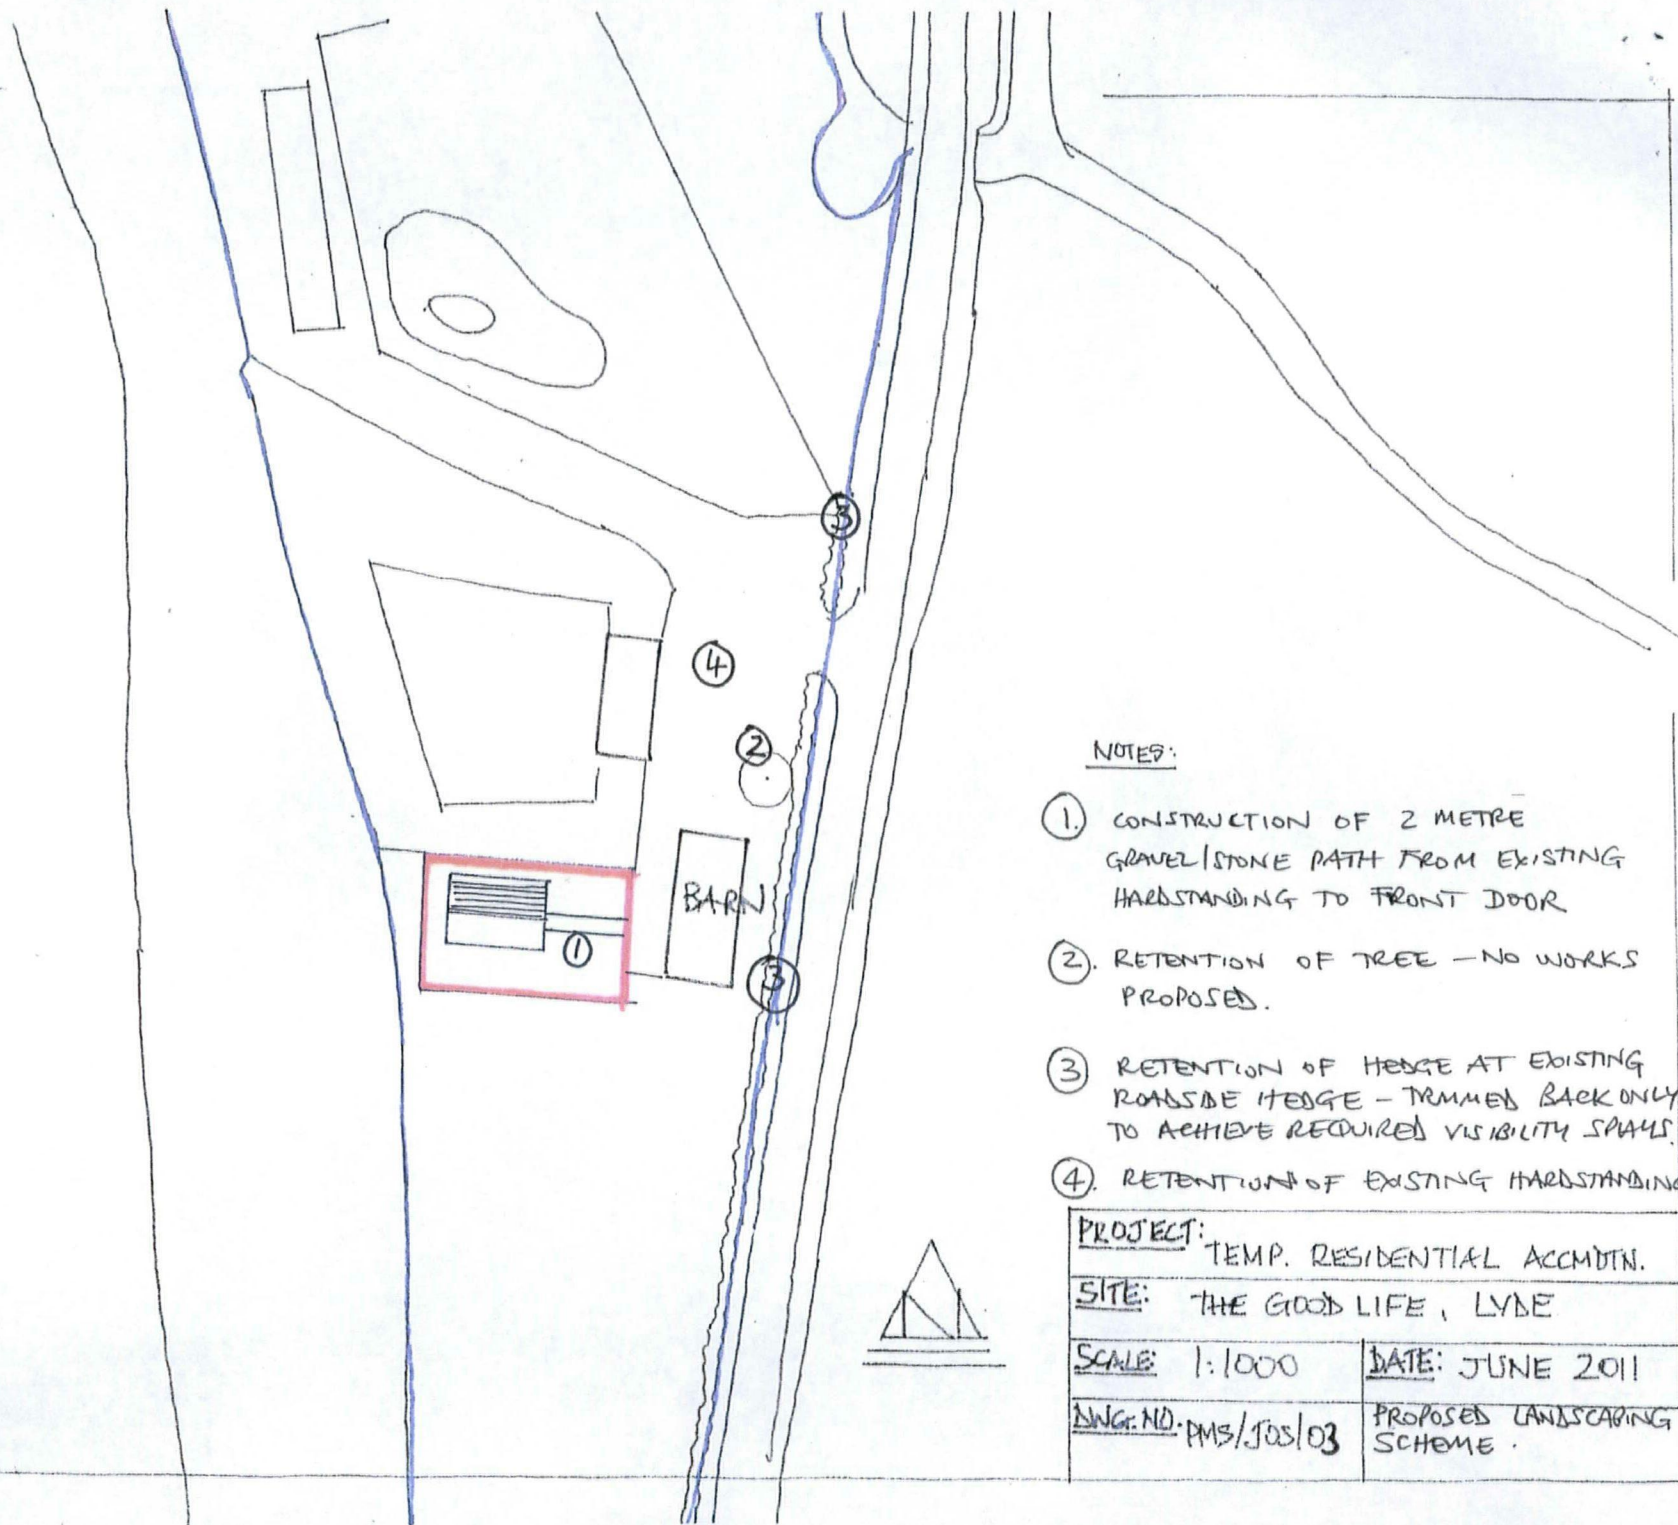 3
4
2
BARN
1
3
NOTES:
1. CONSTRUCTION OF 2 METRE
GRAVEL/STONE PATH FROM EXISTING
HARDSTANDING TO FRONT DOOR
2. RETENTION OF TREE – NO WORKS
PROPOSED.
3 RETENTION OF HEDGE AT EXISTING
ROADSIDE HEDGE – TRIMMED BACK ONLY
TO ACHIEVE REQUIRED VISIBILITY SPLAYS.
4. RETENTION OF EXISTING HARDSTANDING
PROJECT: TEMP. RESIDENTIAL ACCMDTN.
SITE: THE GOOD LIFE, LYDE
SCALE: 1:1000 DATE: JUNE 2011
DWG. NO. PMS/JOS/03 PROPOSED LANDSCAPING
SCHEME.